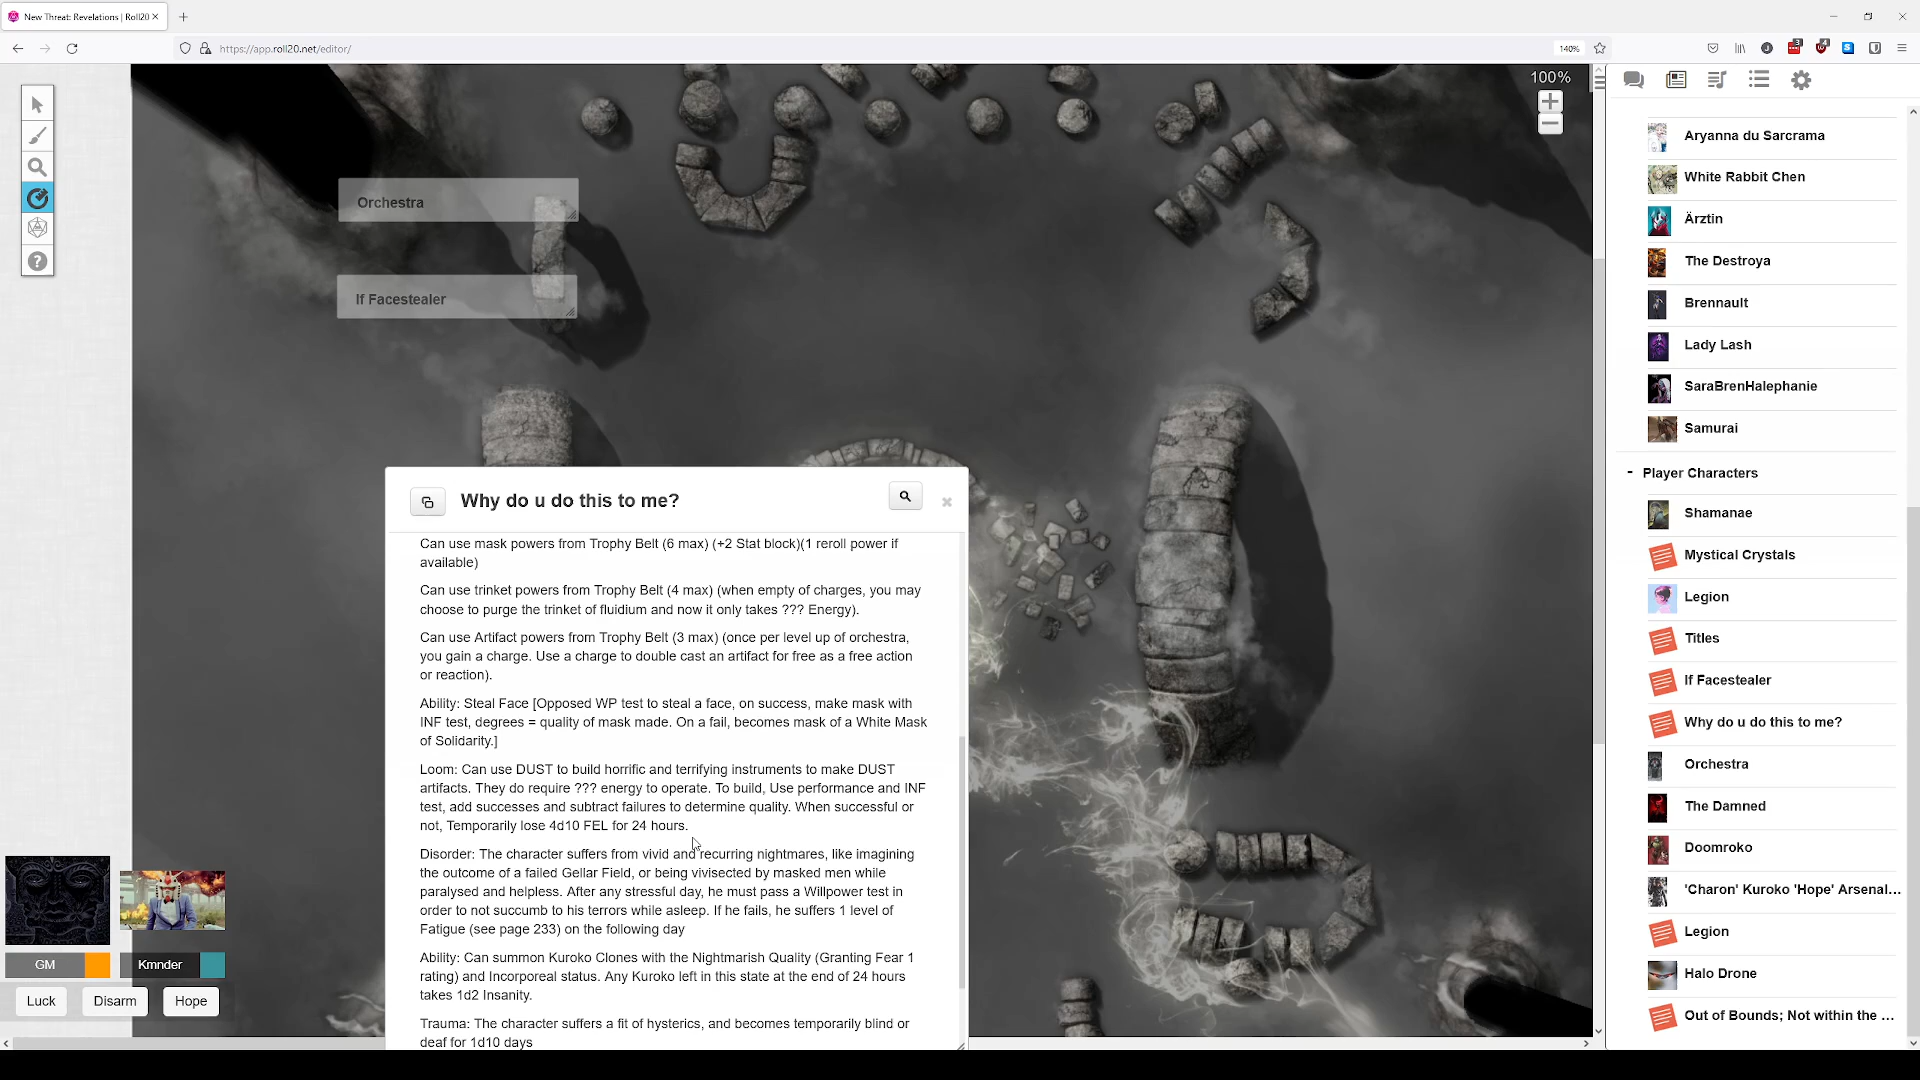 New Threat: Revelations | Roll20
https://app.roll20.net/editor/
140%
3
4
100%
Orchestra
If Facestealer
Why do u do this to me?
Can use mask powers from Trophy Belt (6 max) (+2 Stat block)(1 reroll power if
available)
Can use trinket powers from Trophy Belt (4 max) (when empty of charges, you may
choose to purge the trinket of fluidium and now it only takes ??? Energy).
Can use Artifact powers from Trophy Belt (3 max) (once per level up of orchestra,
you gain a charge. Use a charge to double cast an artifact for free as a free action
or reaction).
Ability: Steal Face [Opposed WP test to steal a face, on success, make mask with
INF test, degrees = quality of mask made. On a fail, becomes mask of a White Mask
of Solidarity.]
Loom: Can use DUST to build horrific and terrifying instruments to make DUST
artifacts. They do require ??? energy to operate. To build, Use performance and INF
test, add successes and subtract failures to determine quality. When successful or
not, Temporarily lose 4d10 FEL for 24 hours.
Disorder: The character suffers from vivid and recurring nightmares, like imagining
the outcome of a failed Gellar Field, or being vivisected by masked men while
paralysed and helpless. After any stressful day, he must pass a Willpower test in
order to not succumb to his terrors while asleep. If he fails, he suffers 1 level of
Fatigue (see page 233) on the following day
Ability: Can summon Kuroko Clones with the Nightmarish Quality (Granting Fear 1
rating) and Incorporeal status. Any Kuroko left in this state at the end of 24 hours
takes 1d2 Insanity.
Trauma: The character suffers a fit of hysterics, and becomes temporarily blind or
deaf for 1d10 days
GM
Kmnder
Luck
Disarm
Hope
Aryanna du Sarcrama
White Rabbit Chen
Ärztin
The Destroya
Brennault
Lady Lash
SaraBrenHalephanie
Samurai
- Player Characters
Shamanae
Mystical Crystals
Legion
Titles
If Facestealer
Why do u do this to me?
Orchestra
The Damned
Doomroko
'Charon' Kuroko 'Hope' Arsenal...
Legion
Halo Drone
Out of Bounds; Not within the ...